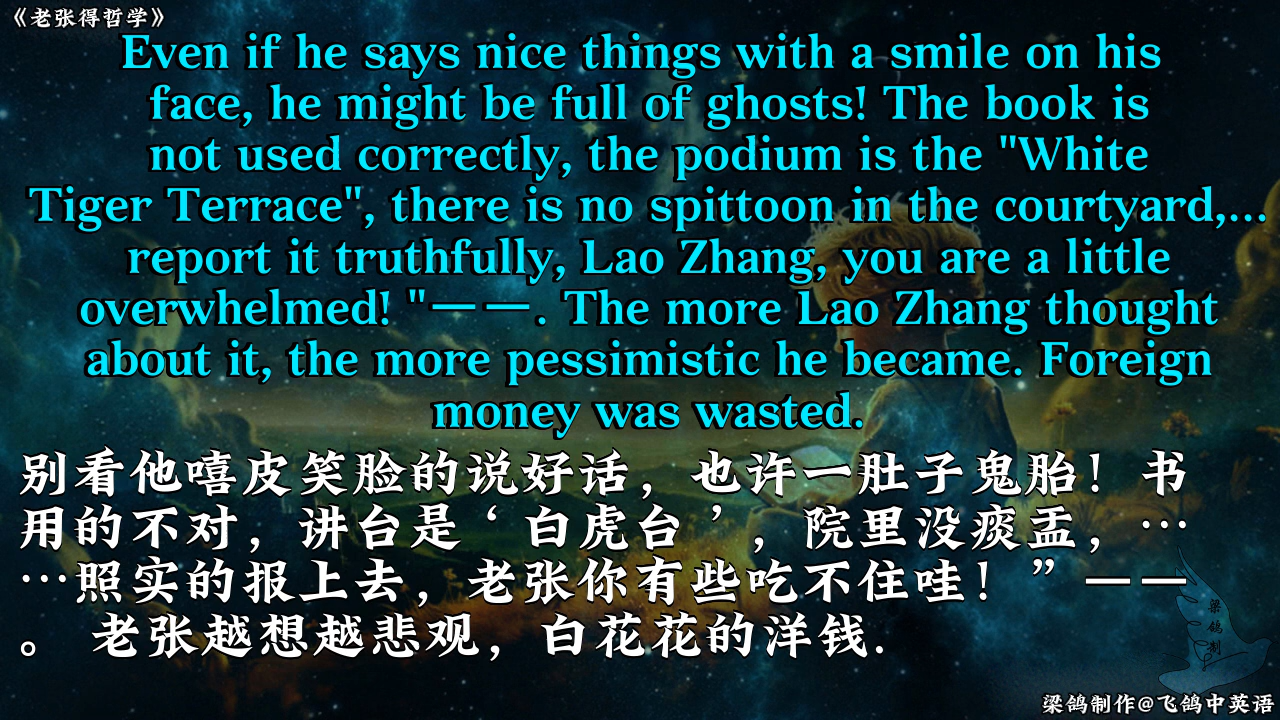 《老张得哲学》
Even if he says nice things with a smile on his
face, he might be full of ghosts! The book is
not used correctly, the podium is the "White
Tiger Terrace", there is no spittoon in the courtyard,...
report it truthfully, Lao Zhang, you are a little
overwhelmed! "一一. The more Lao Zhang thought
about it, the more pessimistic he became. Foreign
money was wasted.
别看他嘻皮笑脸的说好话，也许一肚子鬼胎！书
用的不对，讲台是‘白虎台’，院里没痰盂，…
…照实的报上去，老张你有些吃不住哇！”一一
。 老张越想越悲观，白花花的洋钱.
梁鸽制
梁鸽制作@飞鸽中英语